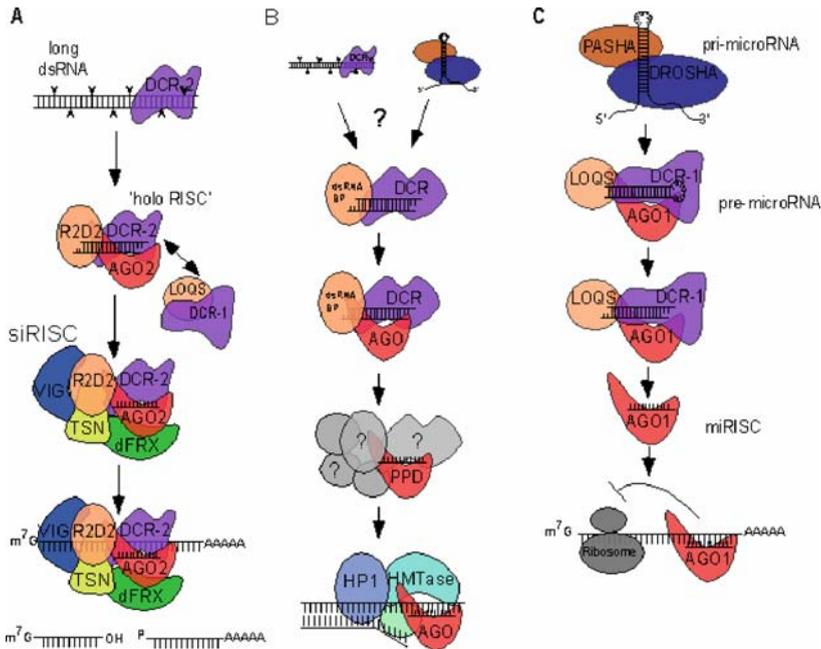 A
long
dsRNA
DCR-2
'holo RISC'
R2D2
DCR-2
AGO2
LOQS
DCR-1
siRISC
VIG
R2D2
DCR-2
AGO2
TSN
dFRX
m7G
VIG
R2D2
DCR-2
AAAAA
AGO2
TSN
dFRX
m7G
OH
P
AAAAA
B
DCR
5'
?
dsRNA
BP
DCR
dsRNA
BP
DCR
AGO
?
?
?
PPD
HP1
HMTase
AGO
C
PASHA
pri-microRNA
DROSHA
5'
3'
LOQS
DCR-1
pre-microRNA
AGO1
LOQS
DCR-1
AGO1
AGO1
miRISC
m7G
AAAAA
Ribosome
AGO1